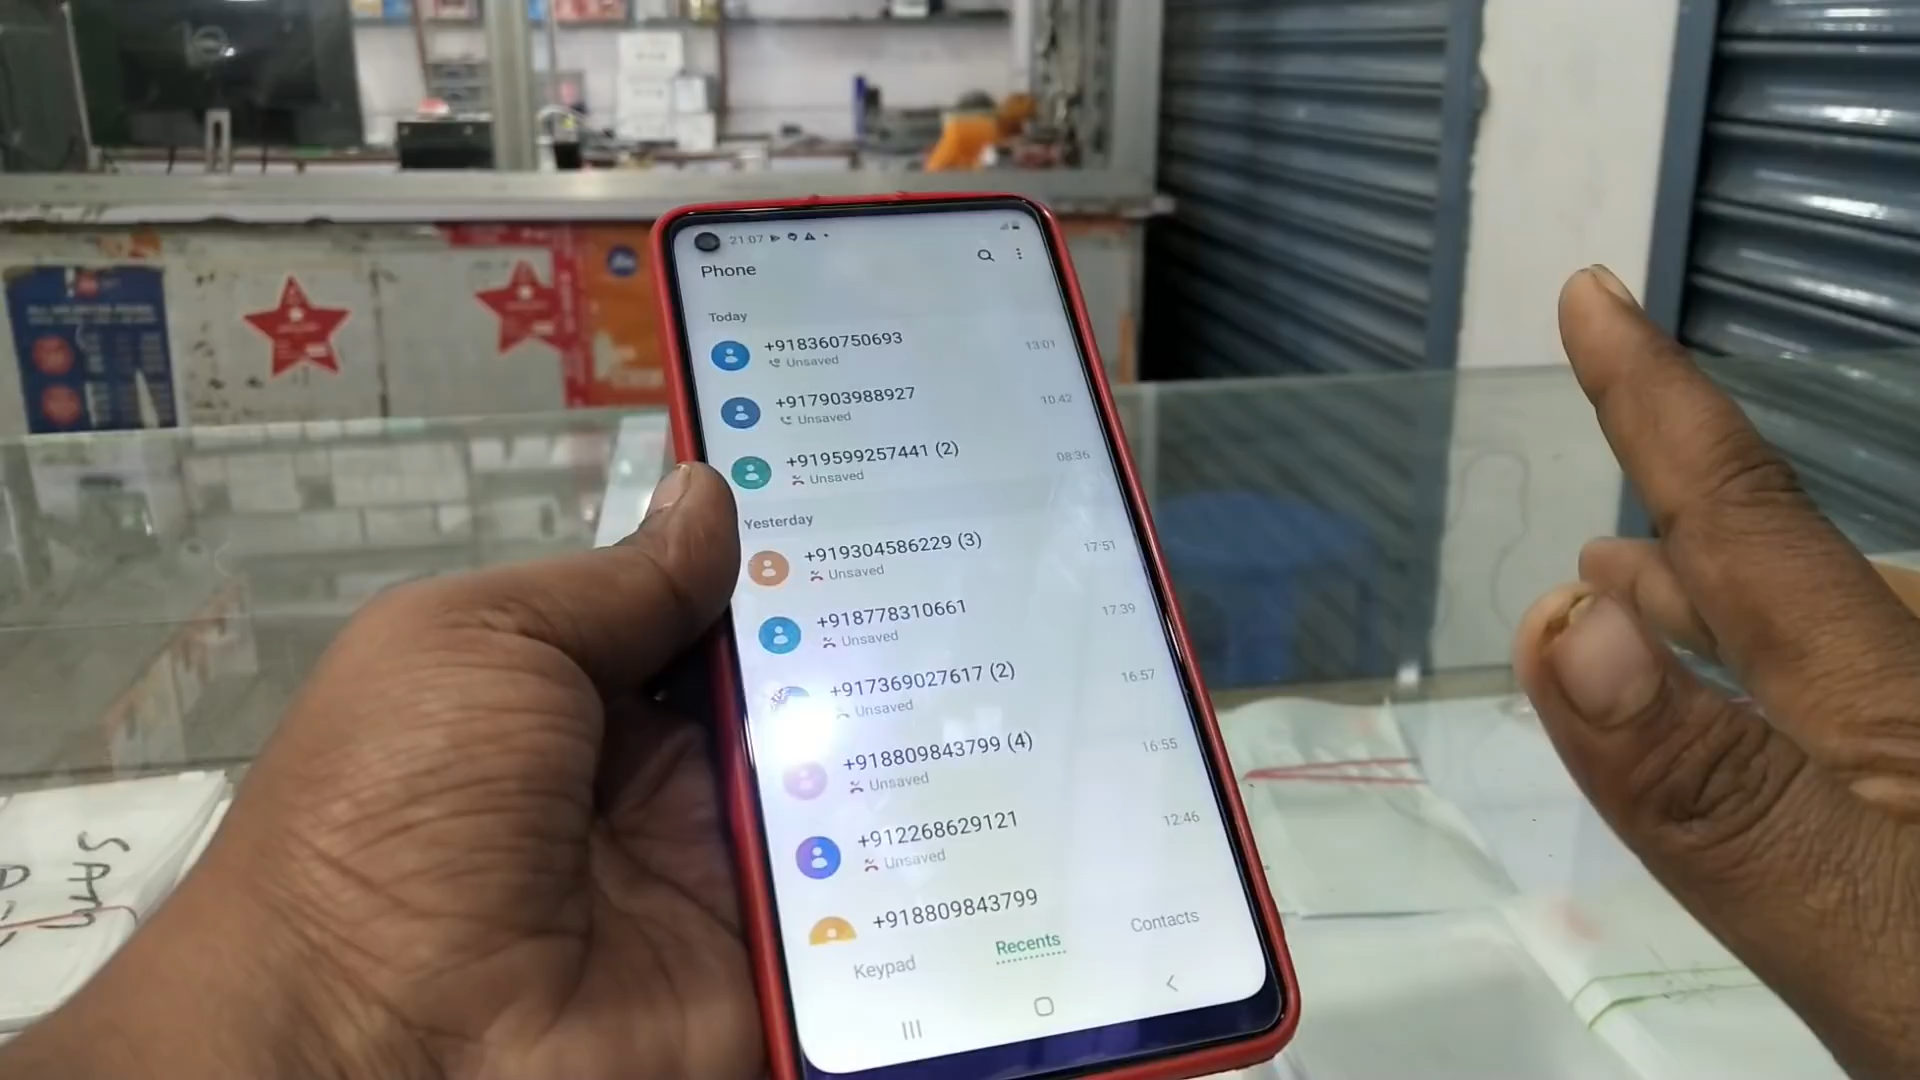 21:07
Phone
Today
+918360750693
Unsaved
13:01
+917903988927
Unsaved
10:42
+919599257441 (2)
Unsaved
08:36
Yesterday
+919304586229 (3)
Unsaved
17:51
+918778310661
Unsaved
17:39
+917369027617 (2)
Unsaved
16:57
+918809843799 (4)
Unsaved
16:55
+912268629121
Unsaved
12:46
+918809843799
Keypad
Recents
Contacts